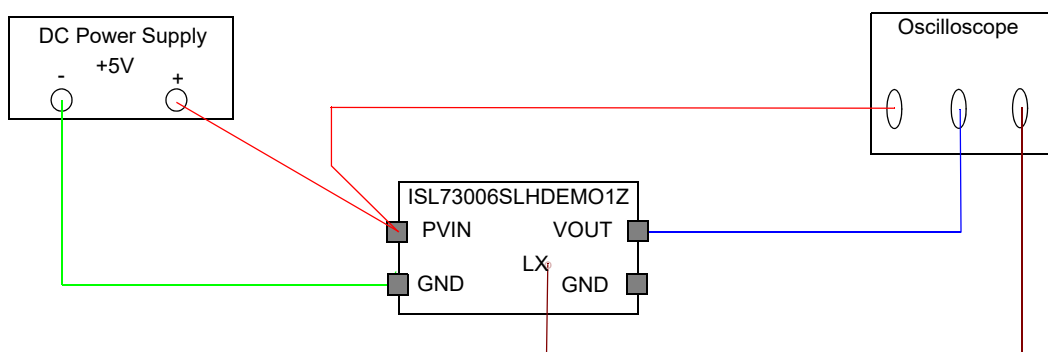 DC Power Supply
+5V
-
+
Oscilloscope
ISL73006SLHDEMO1Z
PVIN
VOUT
LX
GND
GND